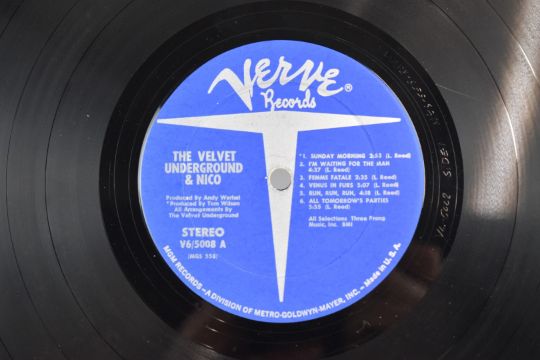 Verve®
Records
THE VELVET
UNDERGROUND
& NICO
Produced by Andy Warhol
*Produced by Tom Wilson
All Arrangements by
The Velvet Underground
STEREO
V6/5008 A
(MGS 558)
*1. SUNDAY MORNING 2:53 (L. Reed)
2. I'M WAITING FOR THE MAN
4:37 (L. Reed)
3. FEMME FATALE 2:35 (L. Reed)
4. VENUS IN FURS 5:07 (L. Reed)
5. RUN, RUN, RUN, 4:18 (L. Reed)
6. ALL TOMORROW'S PARTIES
5:55 (L. Reed)
All Selections Three Prong
Music, Inc. BMI
MGM RECORDS—A DIVISION OF METRO-GOLDWYN-MAYER, INC.—Made in U.S.A.
SIDE